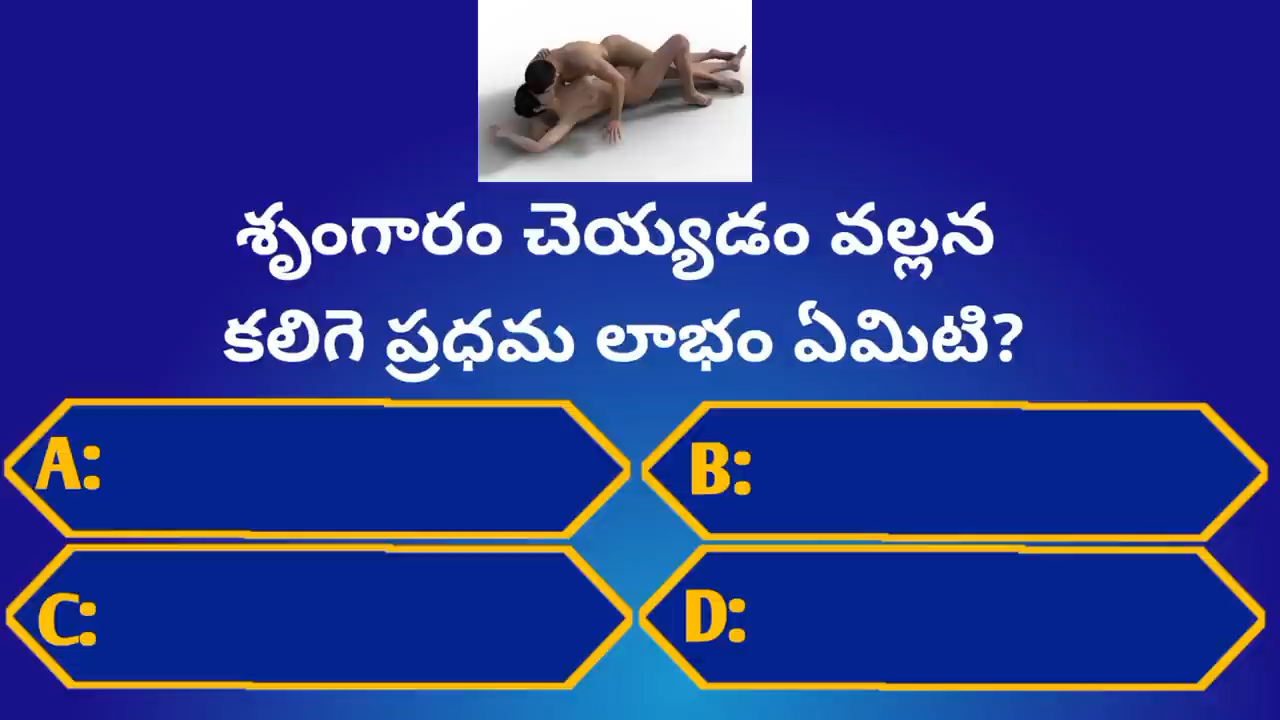 శృంగారం చెయ్యడం వల్లన
కలిగె ప్రధమ లాభం ఏమిటి?
A:
B:
C:
D: